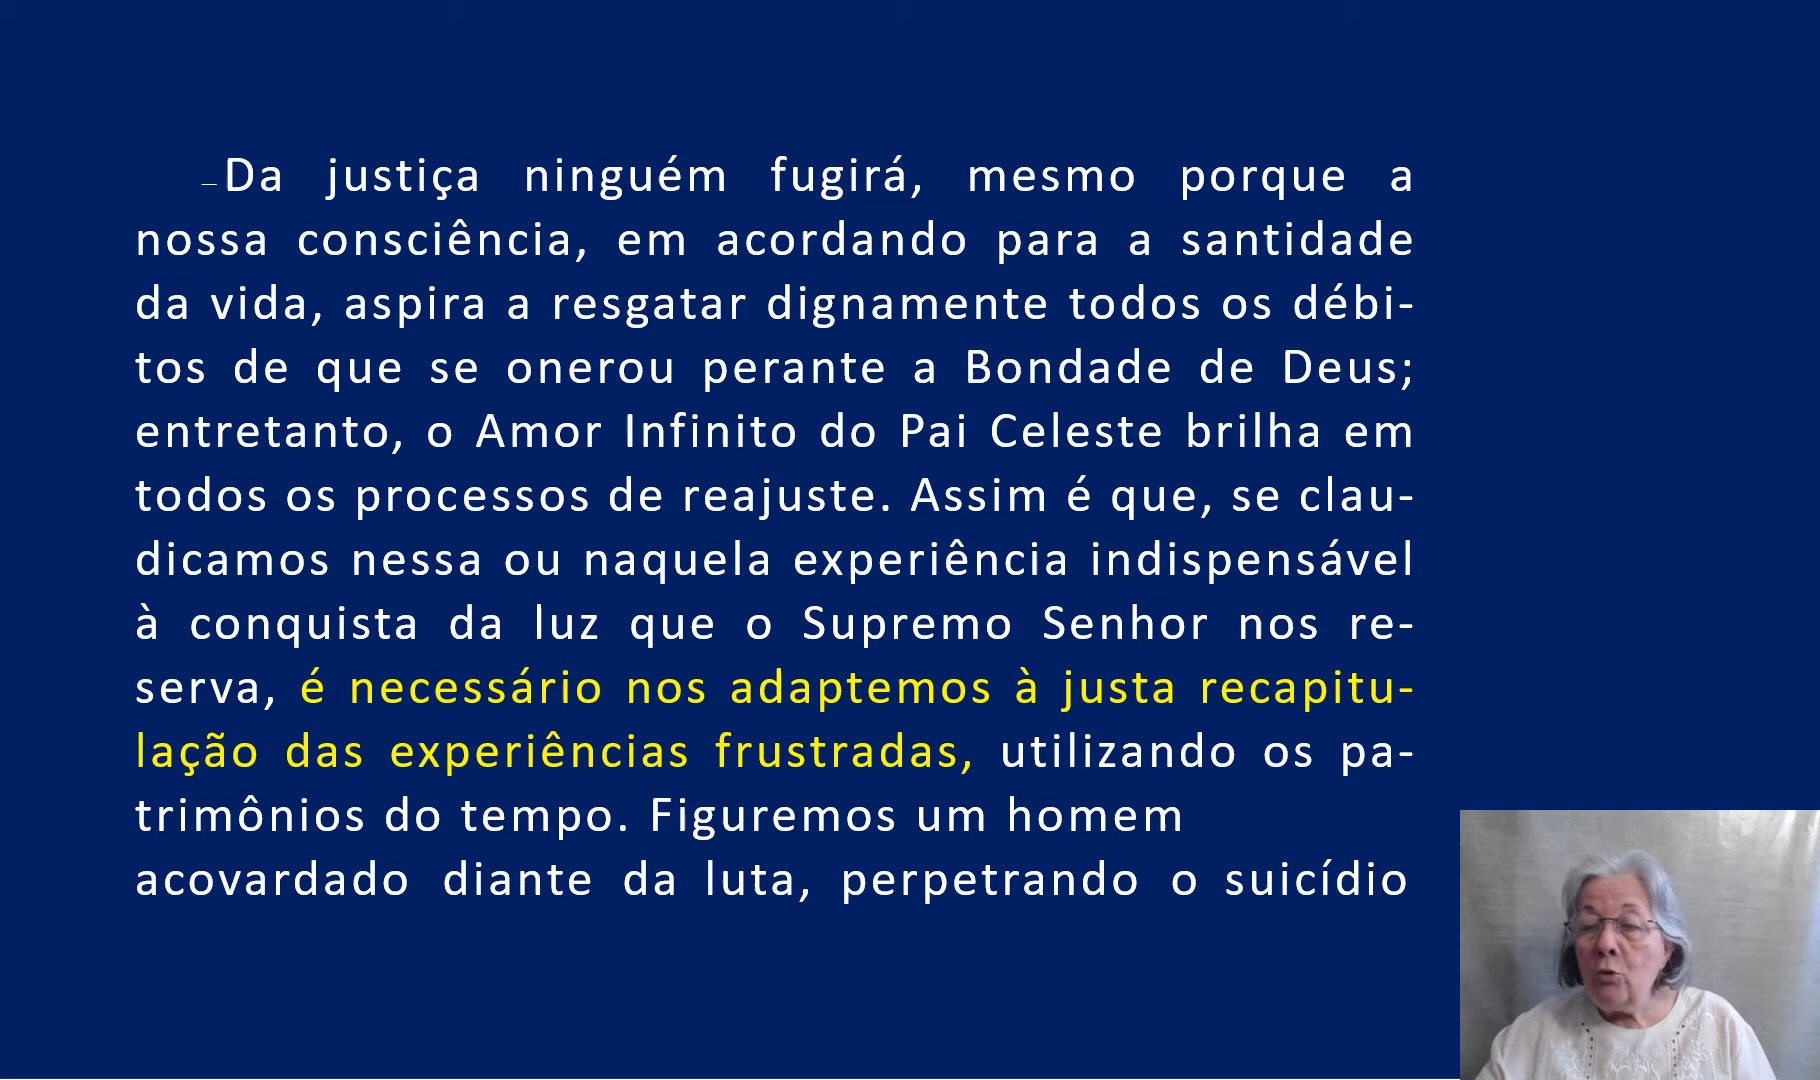 –Da justiça ninguém fugirá, mesmo porque a
nossa consciência, em acordando para a santidade
da vida, aspira a resgatar dignamente todos os débi-
tos de que se onerou perante a Bondade de Deus;
entretanto, o Amor Infinito do Pai Celeste brilha em
todos os processos de reajuste. Assim é que, se clau-
dicamos nessa ou naquela experiência indispensável
à conquista da luz que o Supremo Senhor nos re-
serva, é necessário nos adaptemos à justa recapitu-
lação das experiências frustradas, utilizando os pa-
trimônios do tempo. Figuremos um homem
acovardado diante da luta, perpetrando o suicídio